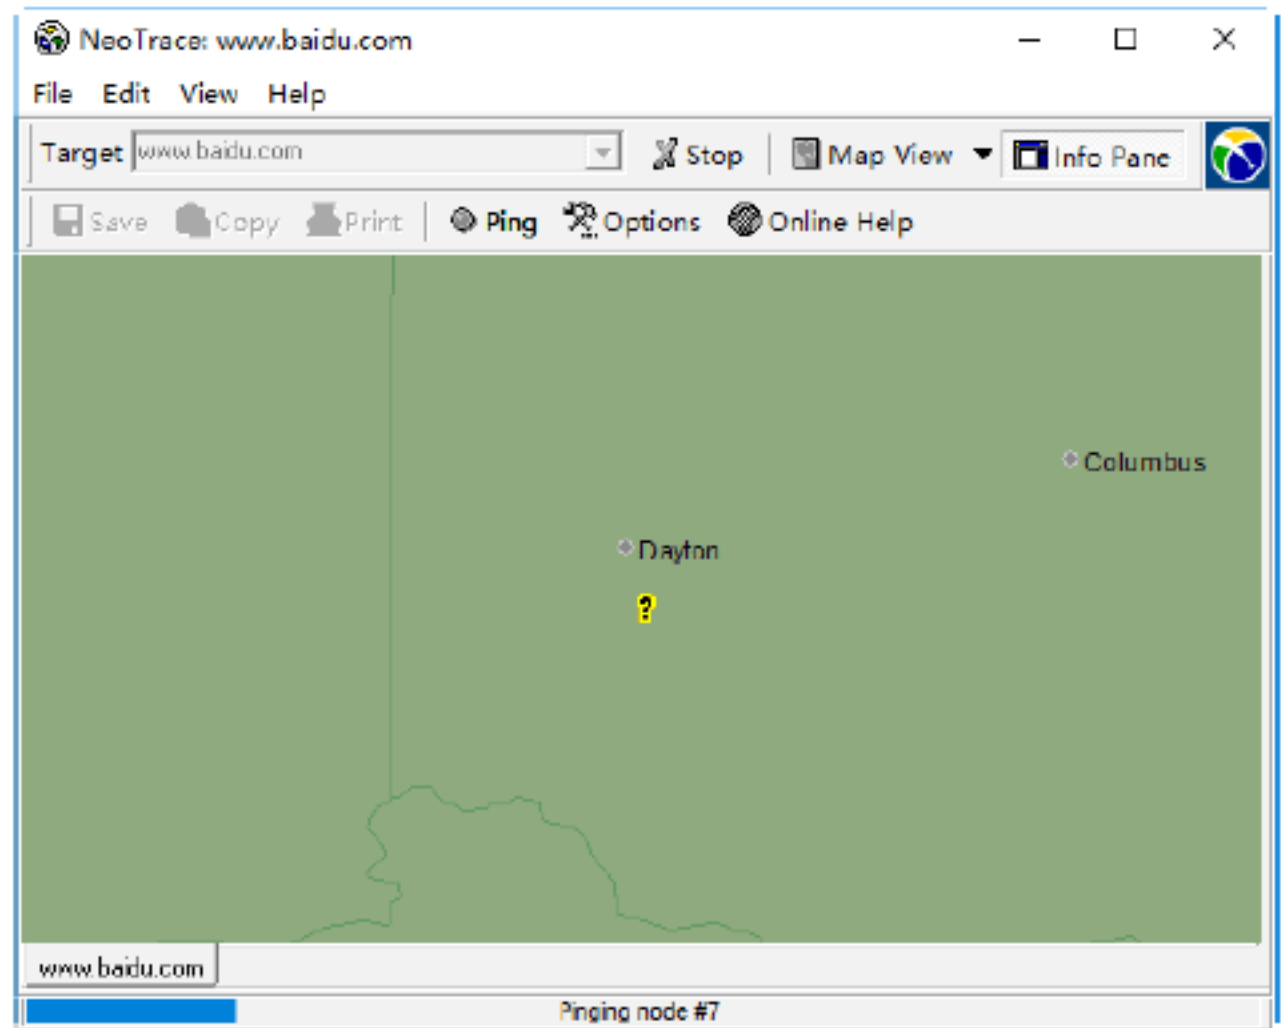 NeoTrace: www.baidu.com
File Edit View Help
Target www.baidu.com Stop Map View Info Pane
Save Copy Print Ping Options Online Help
Columbus
Dayton
?
www.baidu.com
Pinging node #7